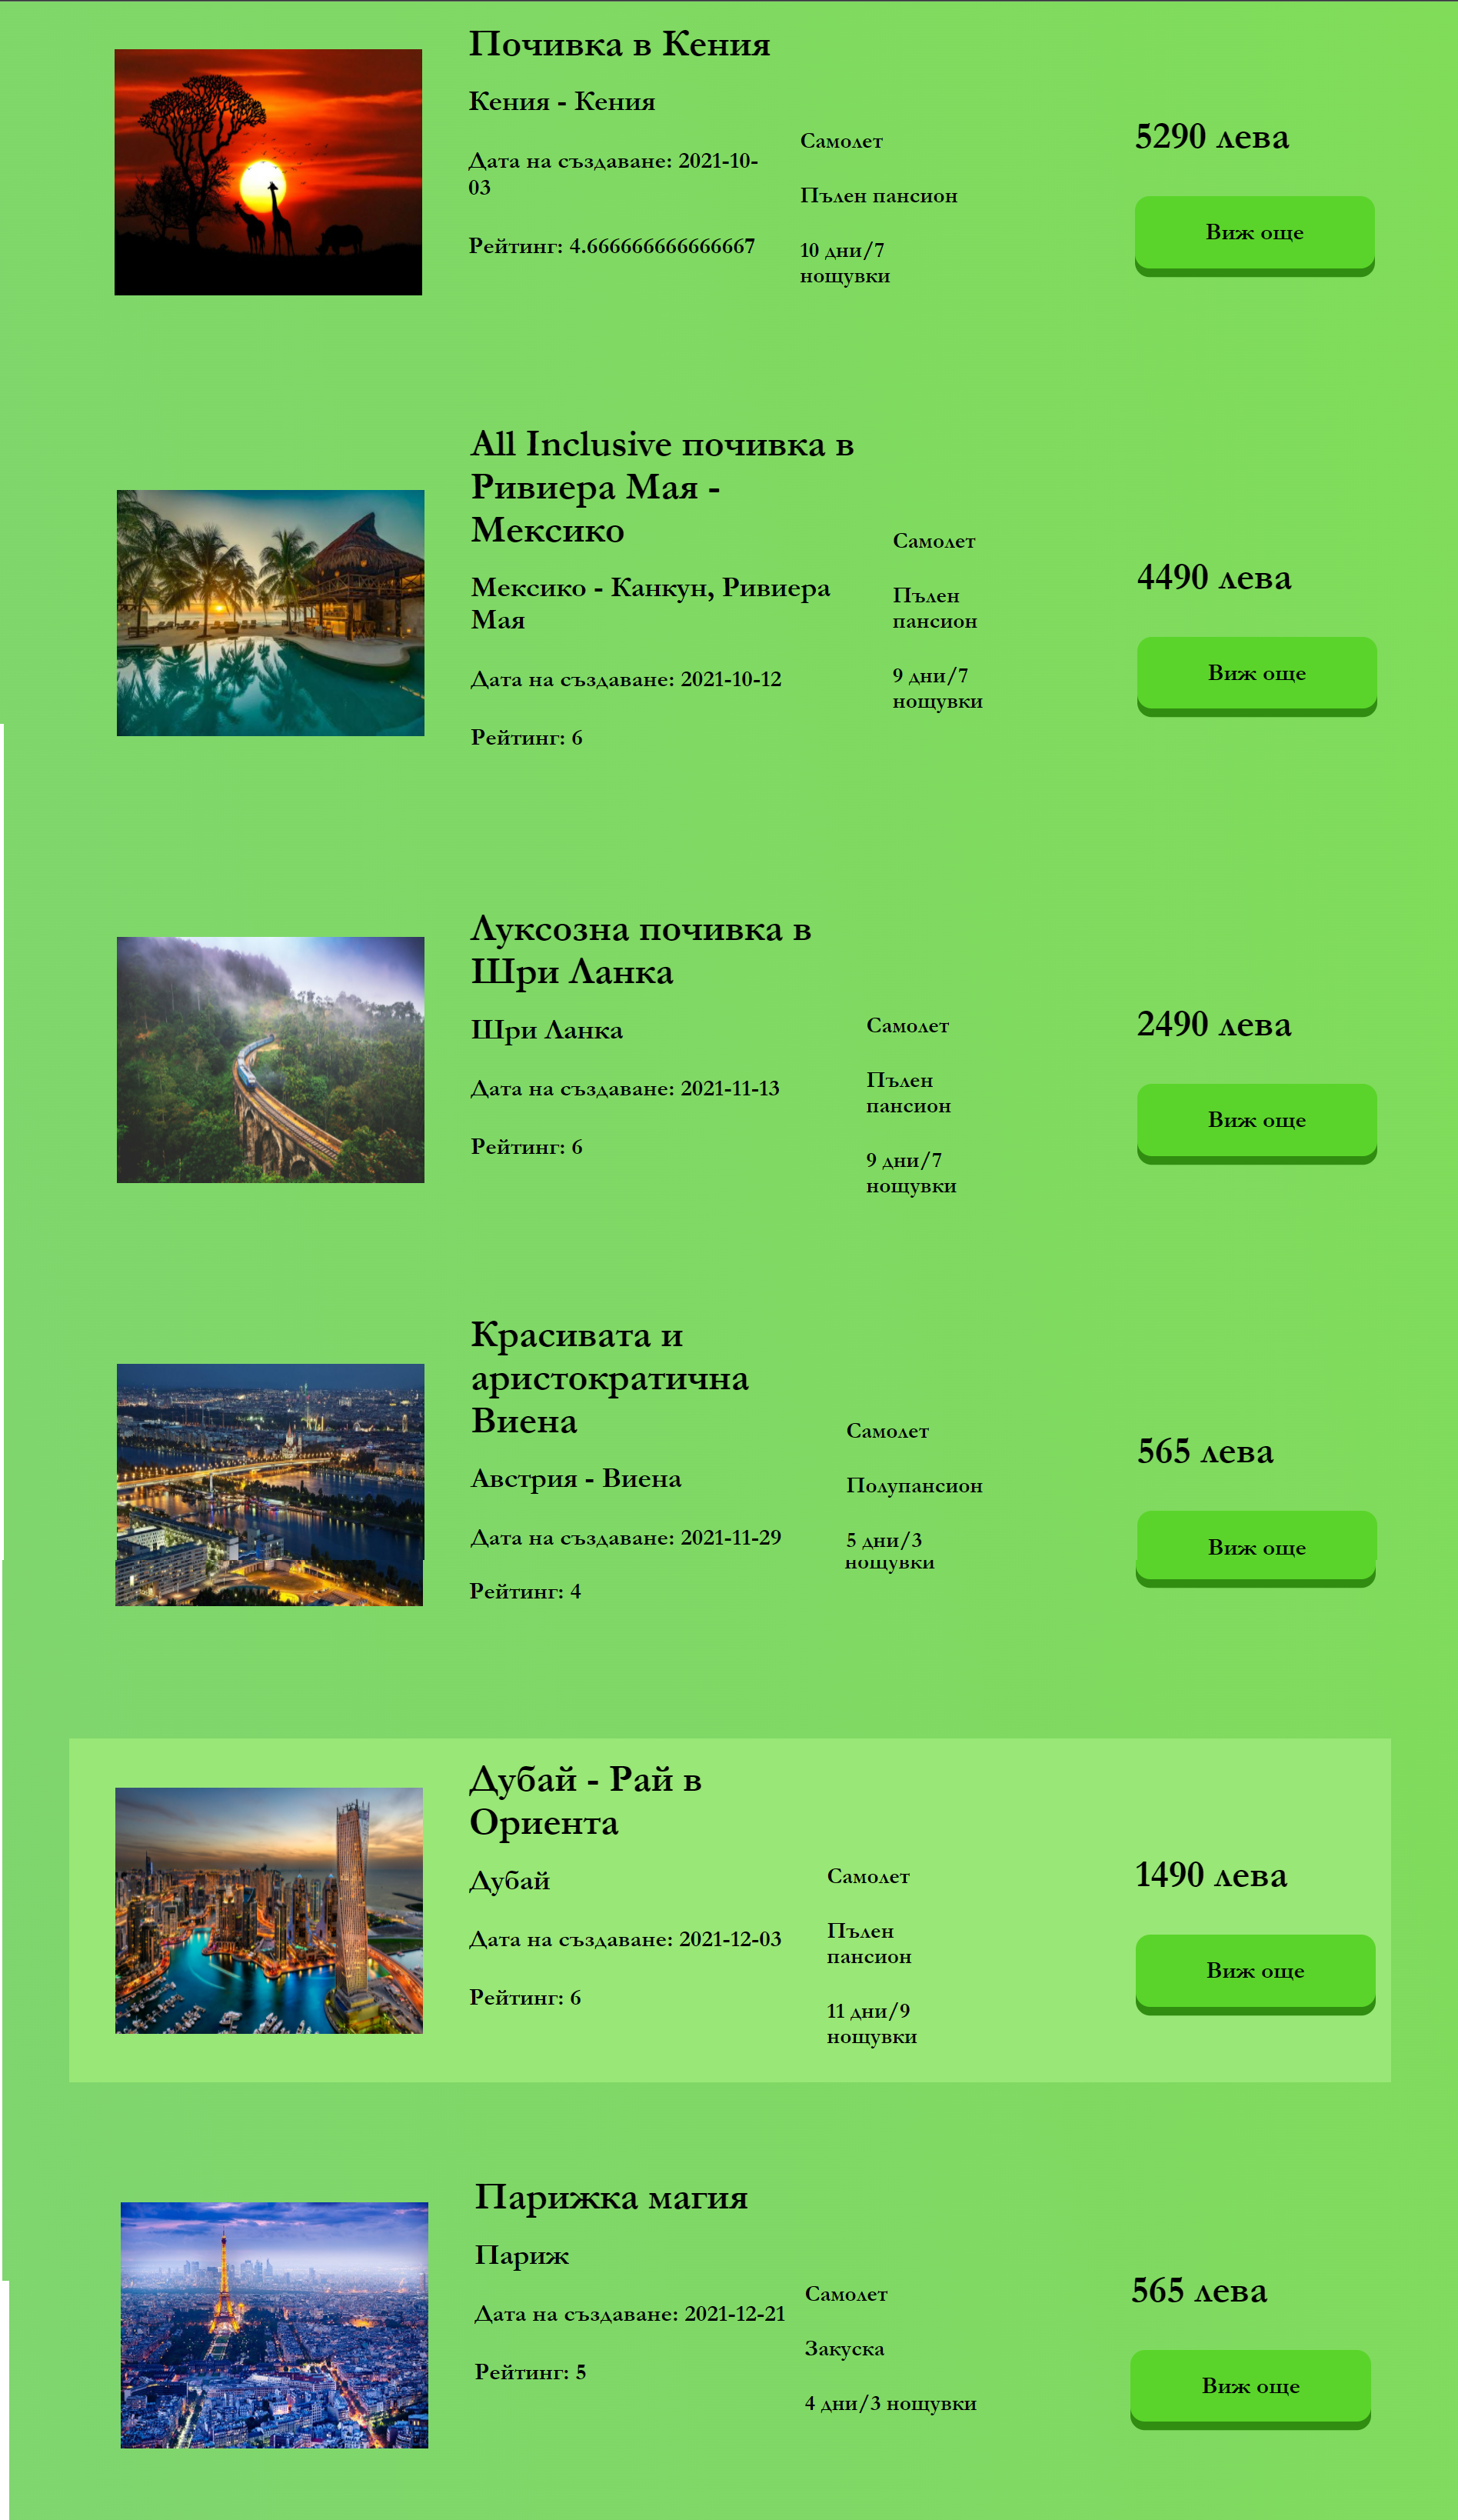 Почивка в Кения
Кения - Кения
Дата на създаване: 2021-10-
03
Рейтинг: 4.666666666666667
Самолет
Пълен пансион
10 дни/7
нощувки
5290 лева
Виж още
All Inclusive почивка в
Ривиера Мая -
Мексико
Мексико - Канкун, Ривиера
Мая
Дата на създаване: 2021-10-12
Рейтинг: 6
Самолет
Пълен
пансион
9 дни/7
нощувки
4490 лева
Виж още
Луксозна почивка в
Шри Ланка
Шри Ланка
Дата на създаване: 2021-11-13
Рейтинг: 6
Самолет
Пълен
пансион
9 дни/7
нощувки
2490 лева
Виж още
Красивата и
аристократична
Виена
Австрия - Виена
Дата на създаване: 2021-11-29
Рейтинг: 4
Самолет
Полупансион
5 дни/3
нощувки
565 лева
Виж още
Дубай - Рай в
Ориента
Дубай
Дата на създаване: 2021-12-03
Рейтинг: 6
Самолет
Пълен
пансион
11 дни/9
нощувки
1490 лева
Виж още
Парижка магия
Париж
Дата на създаване: 2021-12-21
Рейтинг: 5
Самолет
Закуска
4 дни/3 нощувки
565 лева
Виж още